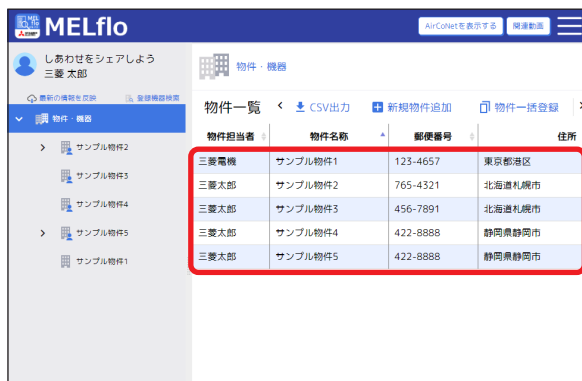 MEL
flo
MELflo
AirCoNetを表示する 関連動画
しあわせをシェアしよう
三菱 太郎
最新の情報を反映 登録機器検索
物件・機器
サンプル物件2
サンプル物件3
サンプル物件4
サンプル物件5
サンプル物件1
物件・機器
物件一覧 CSV出力 新規物件追加 物件一括登録
物件担当者 物件名称 郵便番号 住所
三菱電機 サンプル物件1 123-4657 東京都港区
三菱太郎 サンプル物件2 765-4321 北海道札幌市
三菱太郎 サンプル物件3 456-7891 北海道札幌市
三菱太郎 サンプル物件4 422-8888 静岡県静岡市
三菱太郎 サンプル物件5 422-8888 静岡県静岡市